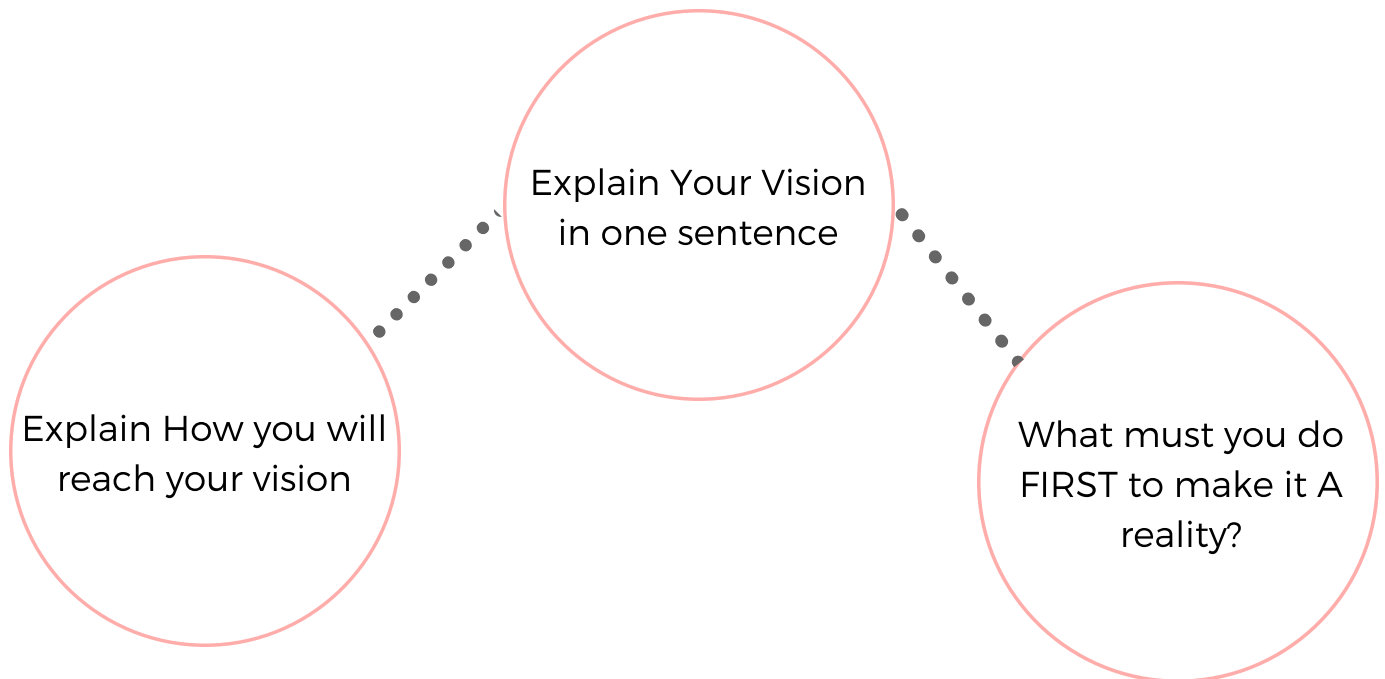 Explain Your Vision
in one sentence
Explain How you will
reach your vision
What must you do
FIRST to make it A
reality?